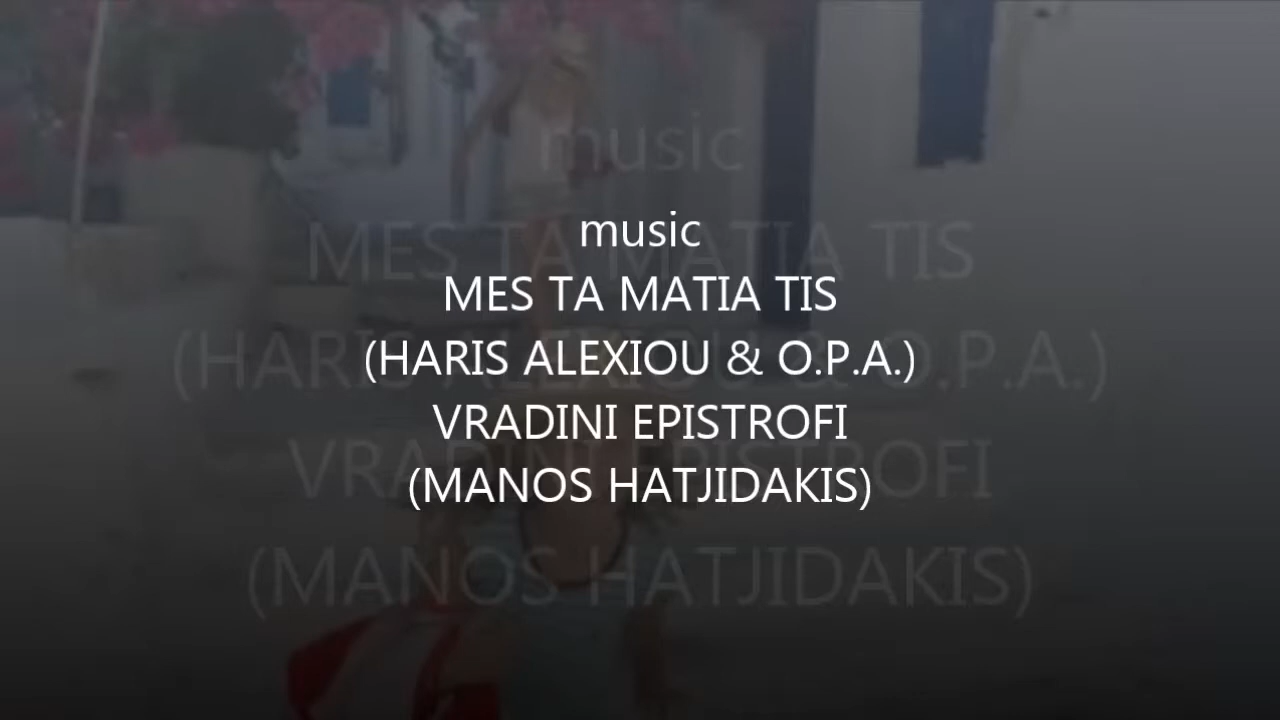 music
MES TA MATIA TIS
(HARIS ALEXIOU & O.P.A.)
VRADINI EPISTROFI
(MANOS HATJIDAKIS)